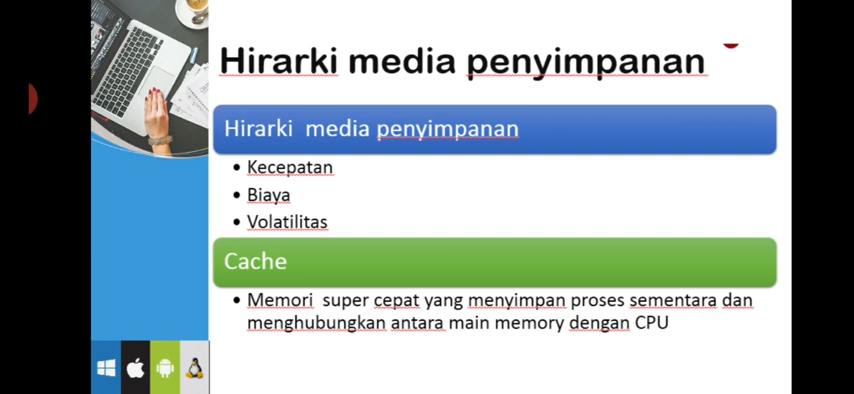 Hirarki media penyimpanan
Hirarki media penyimpanan
• Kecepatan
• Biaya
• Volatilitas
Cache
• Memori super cepat yang menyimpan proses sementara dan
menghubungkan antara main memory dengan CPU